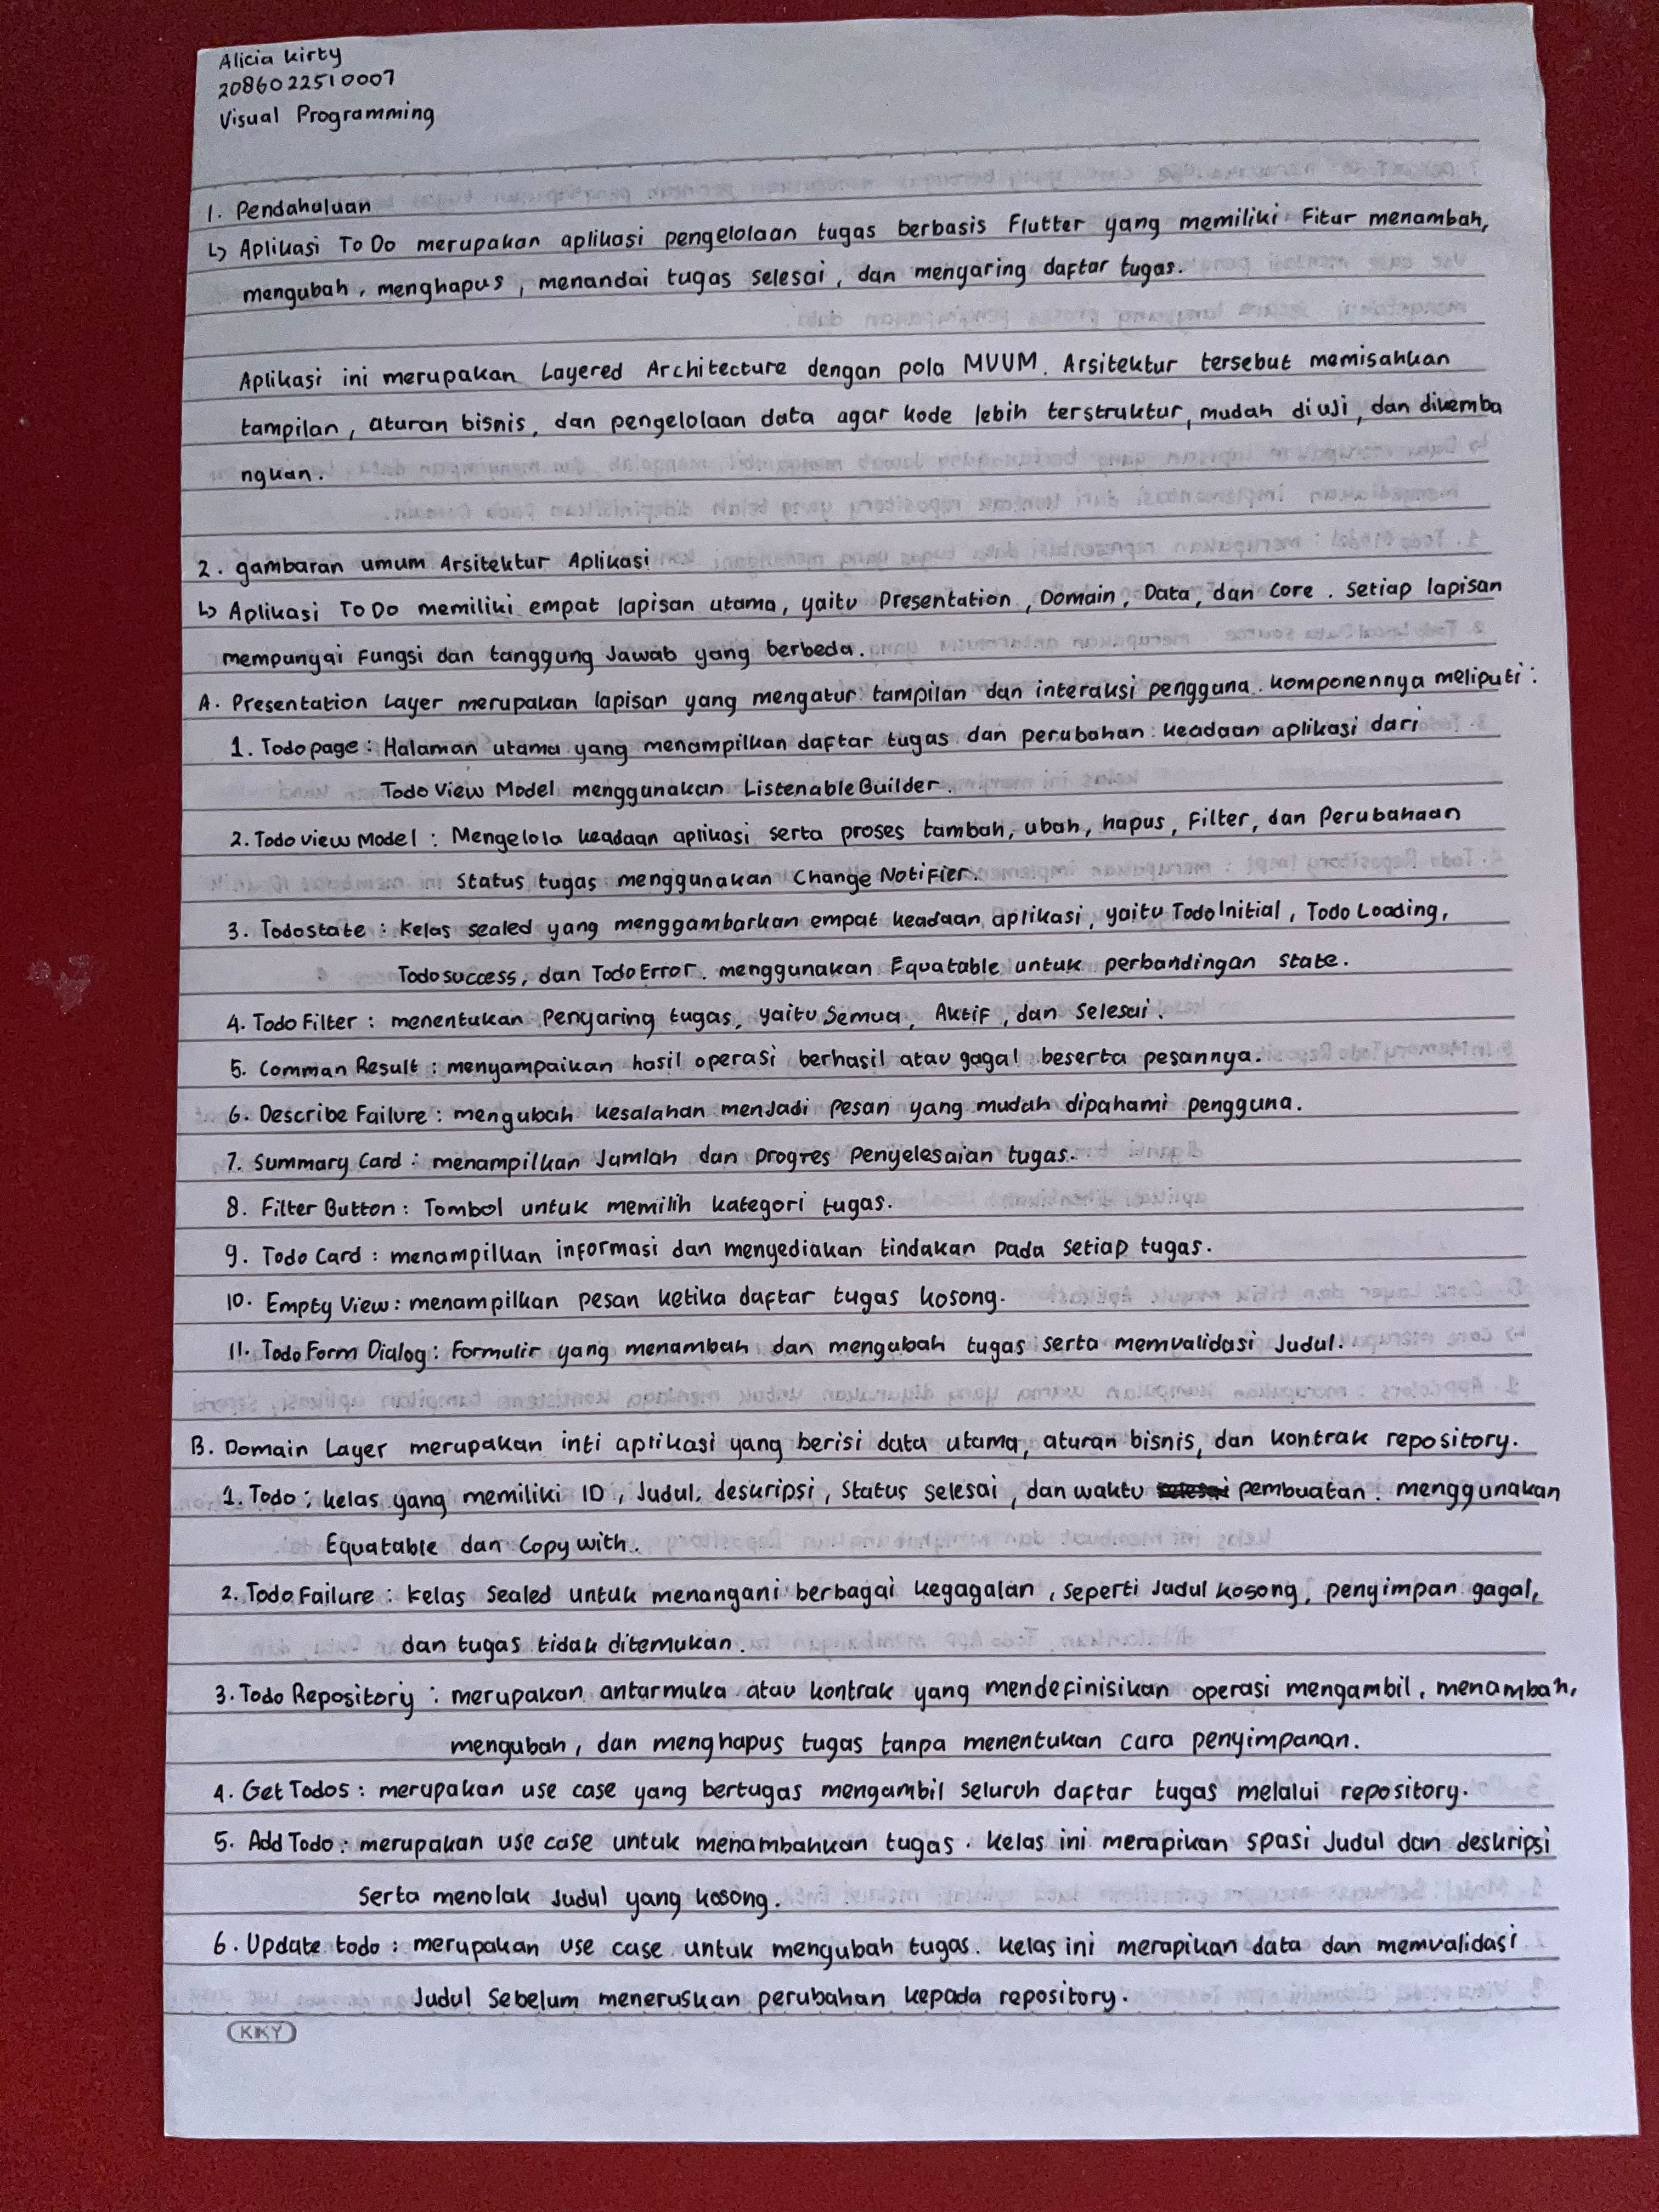 Alicia Kirty
2086022510007
Visual Programming
1. Pendahuluan
↳ Aplikasi To Do merupakan aplikasi pengelolaan tugas berbasis Flutter yang memiliki Fitur menambah,
mengubah, menghapus, menandai tugas selesai, dan menyaring daftar tugas.
Aplikasi ini merupakan Layered Architecture dengan pola MVVM. Arsitektur tersebut memisahkan
tampilan, aturan bisnis, dan pengelolaan data agar kode lebih terstruktur, mudah diuji, dan dikemba
ngkan.
2. gambaran umum Arsitektur Aplikasi
↳ Aplikasi To Do memiliki empat lapisan utama, yaitu Presentation, Domain, Data, dan Core. Setiap lapisan
mempunyai Fungsi dan tanggung Jawab yang berbeda.
A. Presentation Layer merupakan lapisan yang mengatur tampilan dan interaksi pengguna. komponennya meliputi:
1. Todo page: Halaman utama yang menampilkan daftar tugas dan perubahan keadaan aplikasi dari
Todo View Model menggunakan ListenableBuilder.
2. Todo view Model : Mengelola keadaan aplikasi serta proses tambah, ubah, hapus, Filter, dan Perubahaan
Status tugas menggunakan Change Notifier.
3. Todostate : Kelas sealed yang menggambarkan empat keadaan aplikasi, yaitu Todo Initial, Todo Loading,
Todosuccess, dan Todo Error. menggunakan Equatable untuk perbandingan state.
4. Todo Filter : menentukan Penyaring tugas, yaitu Semua, Aktif, dan Selesai.
5. Comman Result : menyampaikan hasil operasi berhasil atau gagal beserta pesannya.
6. Describe Failure : mengubah kesalahan menjadi Pesan yang mudah dipahami pengguna.
7. Summary Card : menampilkan Jumlah dan Progres Penyelesaian tugas.
8. Filter Button : Tombol untuk memilih kategori tugas.
9. Todo Card : menampilkan informasi dan menyediakan tindakan pada setiap tugas.
10. Empty View : menampilkan pesan ketika daftar tugas kosong.
11. Todo Form Dialog : Formulir yang menambah dan mengubah tugas serta memvalidasi Judul.
B. Domain Layer merupakan inti aplikasi yang berisi data utama, aturan bisnis, dan kontrak repository.
1. Todo : kelas yang memiliki ID, Judul, deskripsi, Status selesai, dan waktu selesai pembuatan. menggunakan
Equatable dan Copy with.
2. Todo Failure : kelas Sealed untuk menangani berbagai kegagalan, seperti Judul kosong, penyimpan gagal,
dan tugas tidak ditemukan.
3. Todo Repository : merupakan antarmuka atau kontrak yang mendefinisikan operasi mengambil, menambah,
mengubah, dan menghapus tugas tanpa menentukan cara penyimpanan.
4. Get Todos : merupakan use case yang bertugas mengambil seluruh daftar tugas melalui repository.
5. Add Todo : merupakan use case untuk menambahkan tugas. kelas ini merapikan spasi Judul dan deskripsi
Serta menolak Judul yang kosong.
6. Update todo : merupakan use case untuk mengubah tugas. kelas ini merapikan data dan memvalidasi
Judul Sebelum meneruskan perubahan kepada repository.
KIKY